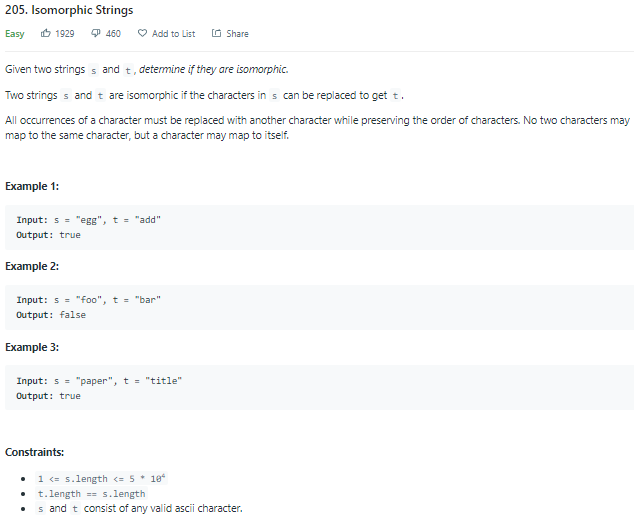 205. Isomorphic Strings
Easy 1929 460 Add to List Share
Given two strings s and t, determine if they are isomorphic.
Two strings s and t are isomorphic if the characters in s can be replaced to get t.
All occurrences of a character must be replaced with another character while preserving the order of characters. No two characters may
map to the same character, but a character may map to itself.
Example 1:
Input: s = "egg", t = "add"
Output: true
Example 2:
Input: s = "foo", t = "bar"
Output: false
Example 3:
Input: s = "paper", t = "title"
Output: true
Constraints:
• 1 <= s.length <= 5 * 10⁴
• t.length == s.length
• s and t consist of any valid ascii character.